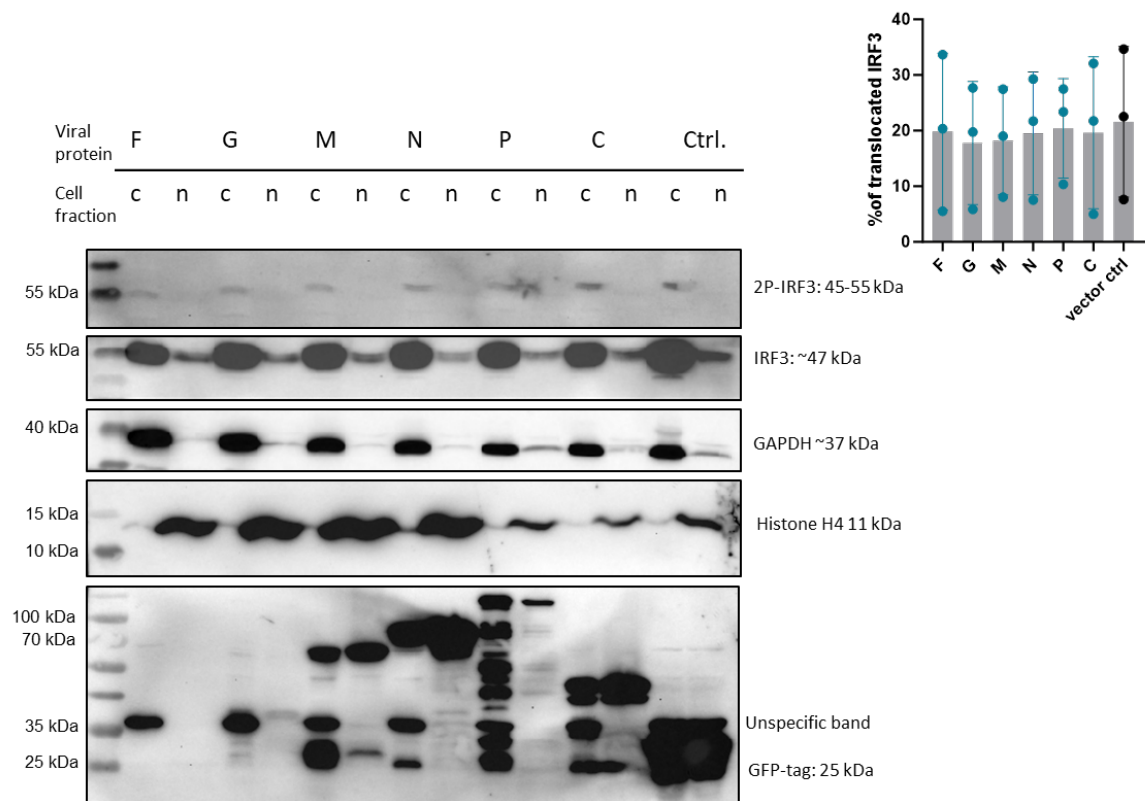 Viral protein F G M N P C Ctrl.
Cell fraction c n c n c n c n c n c n c n
55 kDa 2P-IRF3: 45-55 kDa
55 kDa IRF3: ~47 kDa
40 kDa GAPDH ~37 kDa
15 kDa
Histone H4 11 kDa
10 kDa
100 kDa
70 kDa
35 kDa Unspecific band
25 kDa GFP-tag: 25 kDa
%of translocated IRF3
40
30
20
10
0
F G M N P C vector ctrl